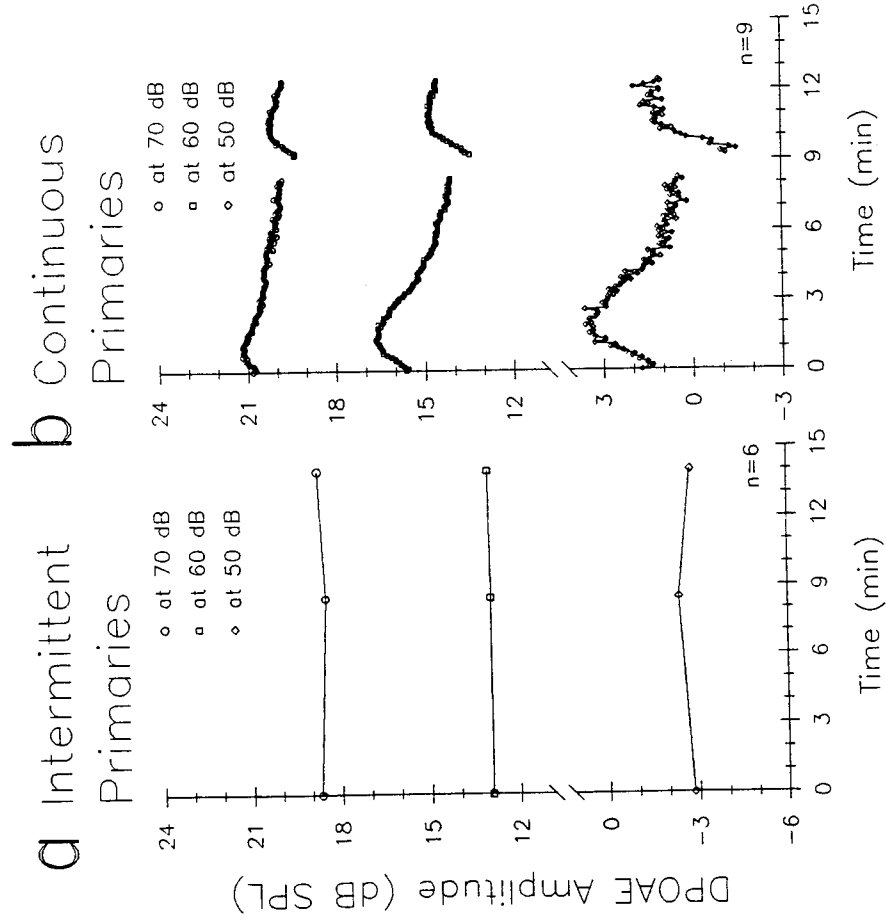 a Intermittent
Primaries
○ at 70 dB
□ at 60 dB
◇ at 50 dB
DPOAE Amplitude (dB SPL)
24
21
18
15
12
0
-3
-6
0 3 6 9 12 15
n=6
Time (min)
b Continuous
Primaries
○ at 70 dB
□ at 60 dB
◇ at 50 dB
24
21
18
15
12
3
0
-3
0 3 6 9 12 15
n=9
Time (min)